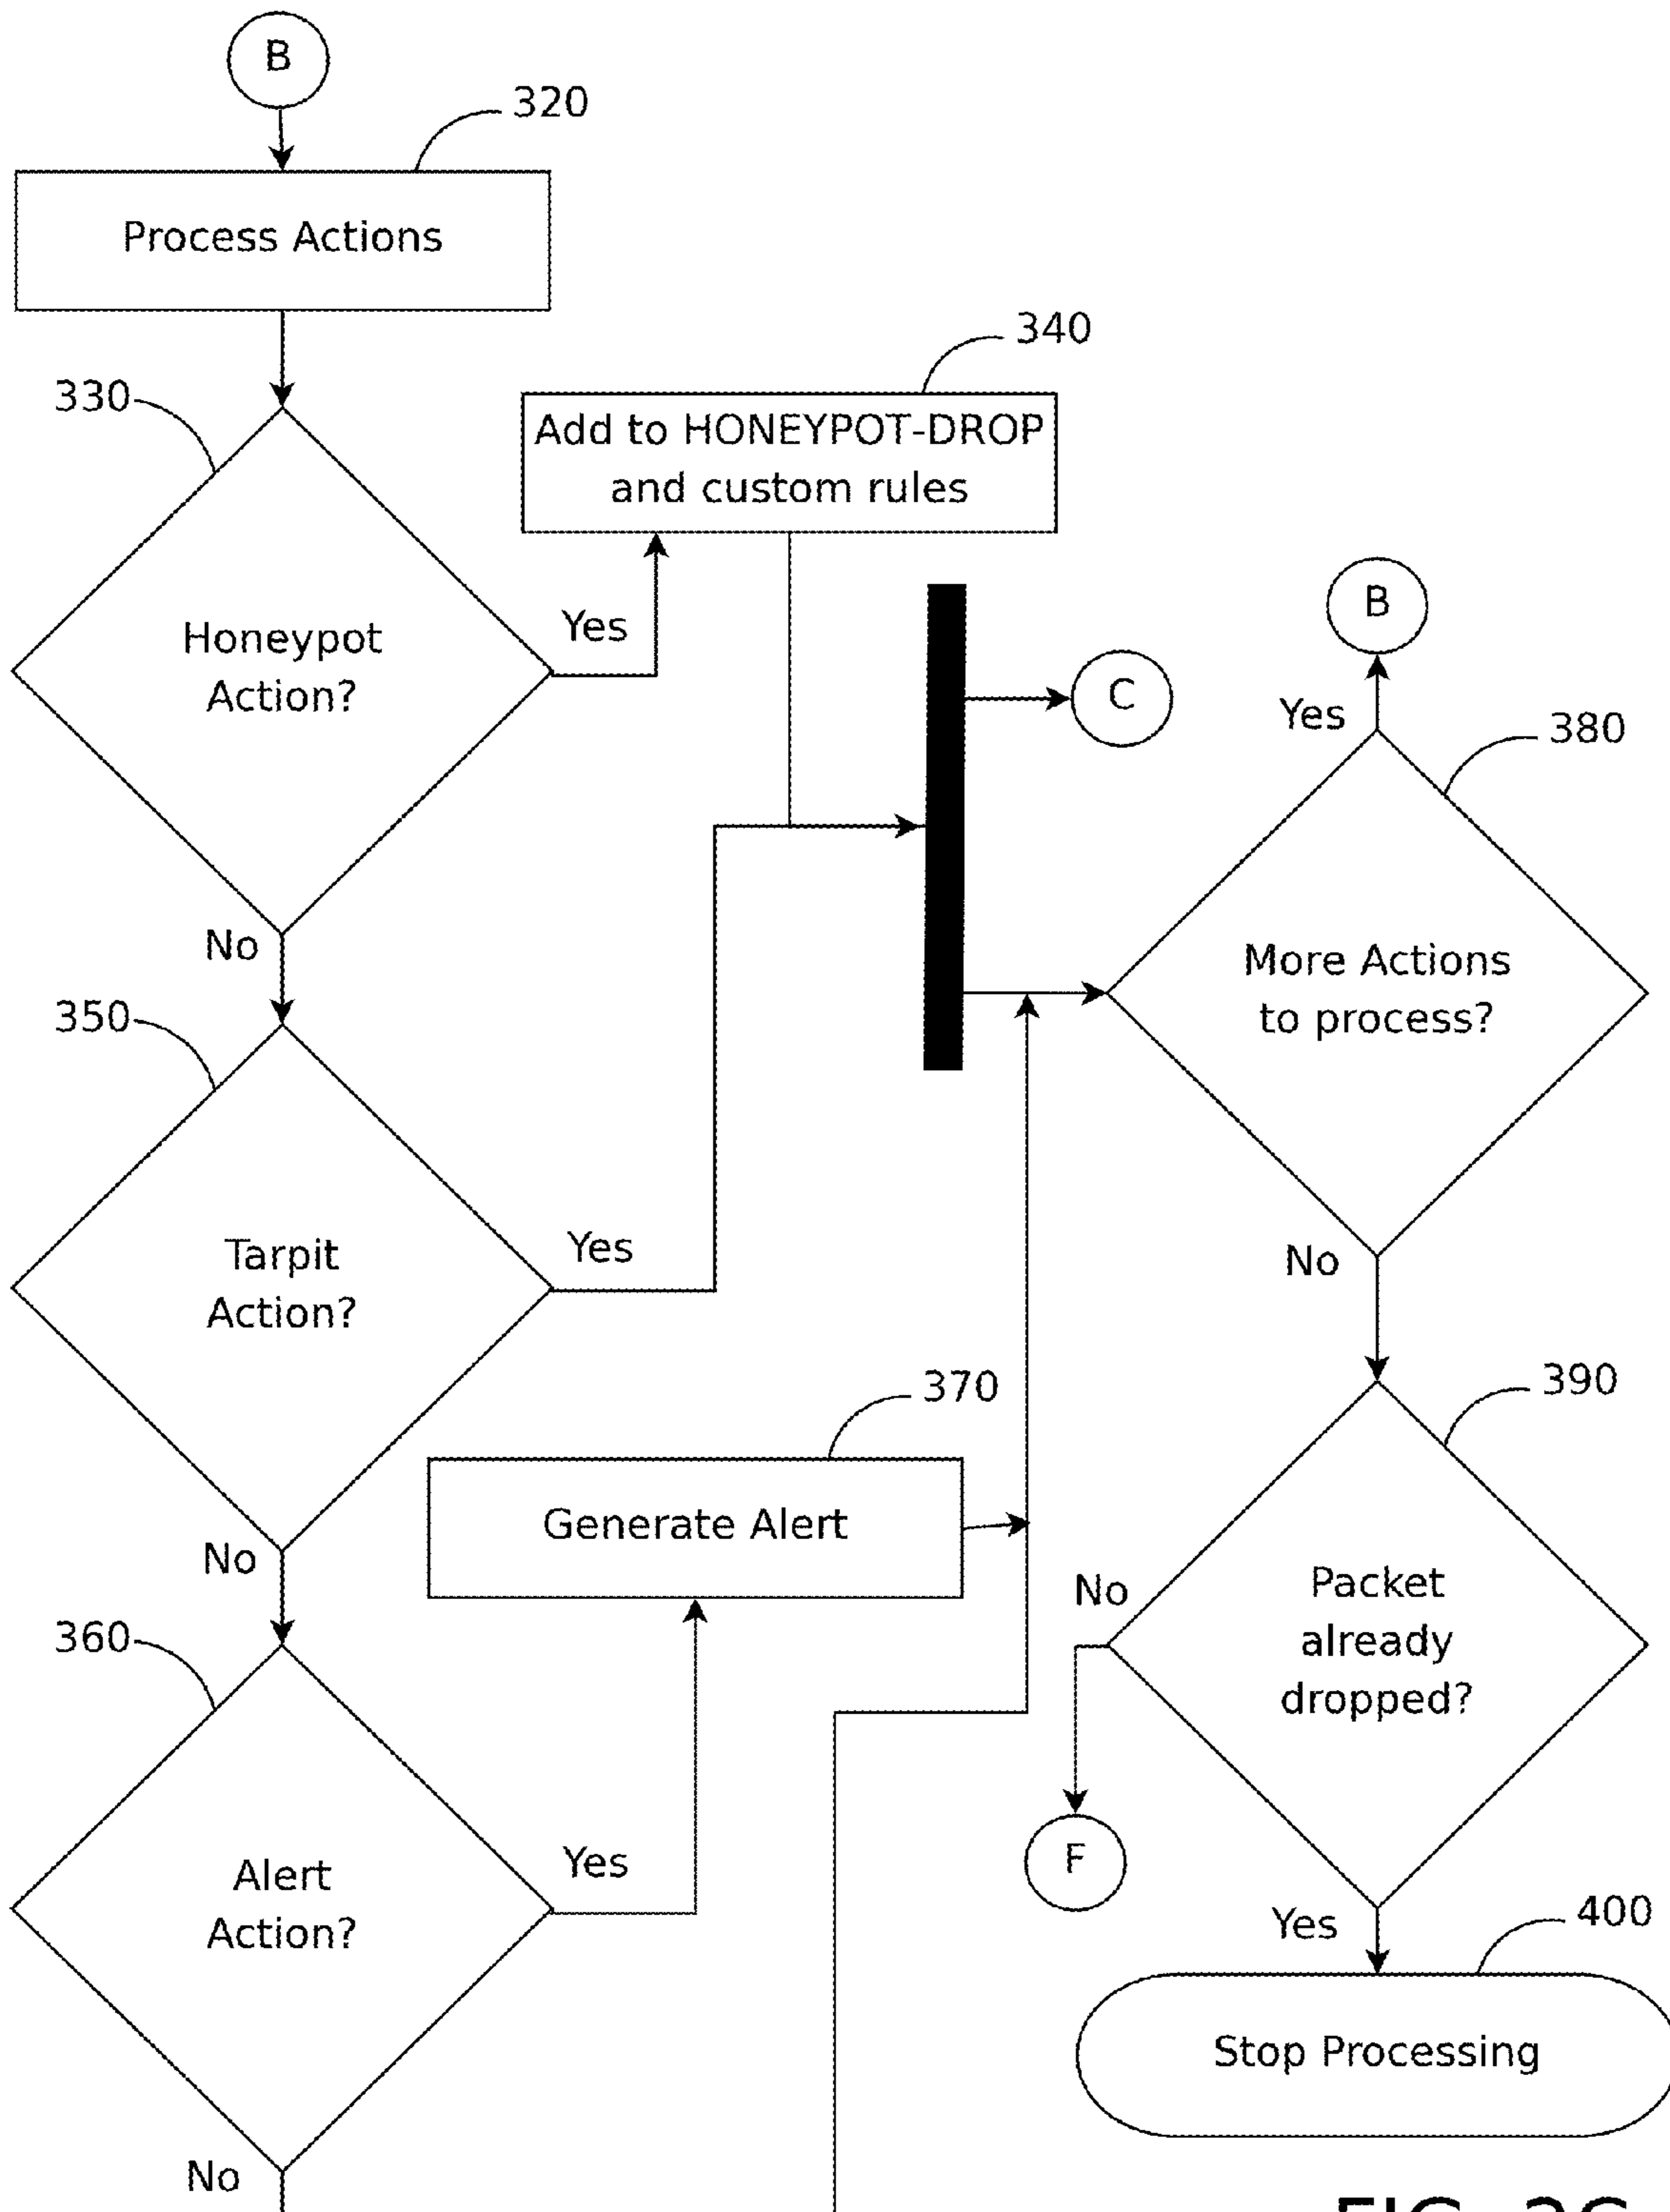 B
320
Process Actions
340
330
Add to HONEYPOT-DROP
and custom rules
B
Yes
Honeypot
Action?
C
Yes
380
No
More Actions
to process?
350
Yes
Tarpit
Action?
No
370
390
Generate Alert
No
No
Packet
already
dropped?
360
Yes
F
Alert
Action?
Yes
400
Stop Processing
No